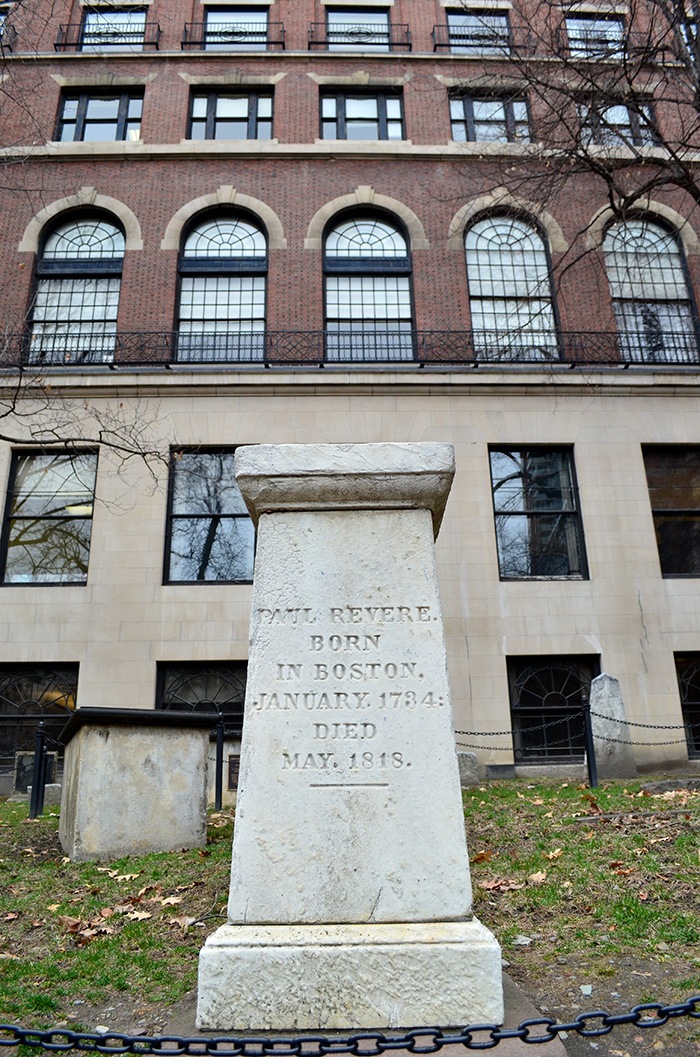 PAUL REVERE.
BORN
IN BOSTON,
JANUARY. 1734:
DIED
MAY. 1818.